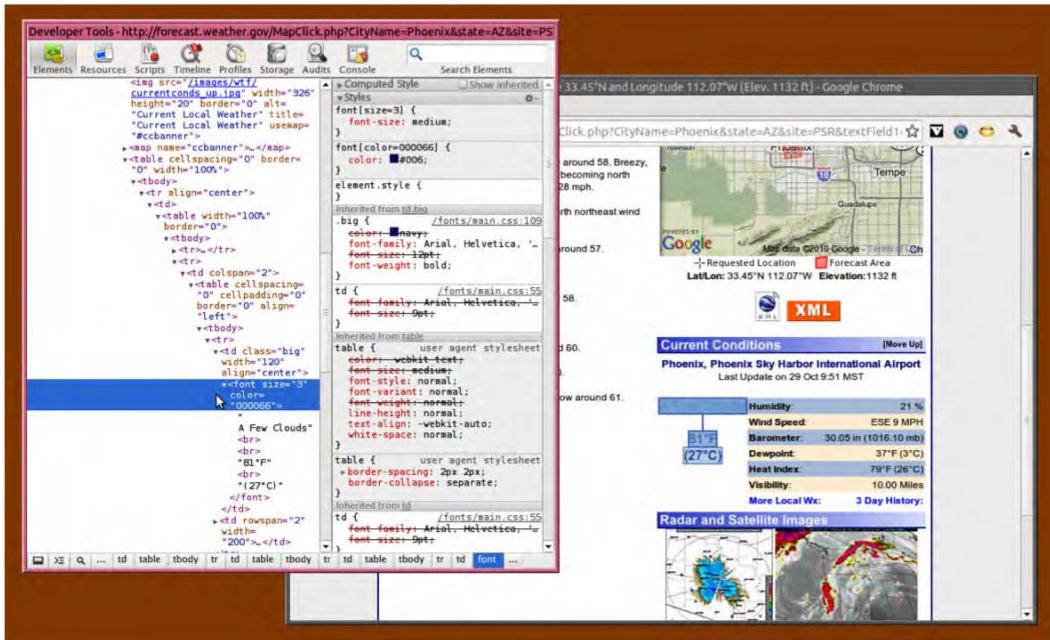 Developer Tools - http://forecast.weather.gov/MapClick.php?CityName=Phoenix&state=AZ&site=PS
Elements Resources Scripts Timeline Profiles Storage Audits Console Search Elements
<img src="/images/wtf/
currentconds_up.jpg" width="326"
height="20" border="0" alt=
"Current Local Weather" title=
"Current Local Weather" usemap=
"#ccbanner">
<map name="ccbanner">…</map>
<table cellspacing="0" border=
"0" width="100%">
<tbody>
<tr align="center">
<td>
<table width="100%"
border="0">
<tbody>
<tr>…</tr>
<tr>
<td colspan="2">
<table cellspacing=
"0" cellpadding="0"
border="0" align=
"left">
<tbody>
<tr>
<td class="big"
width="120"
align="center">
<font size="3"
color=
"000066">
"
A Few Clouds"
<br>
<br>
"81°F"
<br>
"(27°C)"
</font>
</td>
<td rowspan="2"
width=
"200">…</td>
Computed Style Show inherited
Styles
font[size=3] {
font-size: medium;
}
font[color=000066] {
color: #006;
}
element.style {
}
Inherited from td.big
.big { /fonts/main.css:109
color: navy;
font-family: Arial, Helvetica, '…
font-size: 12pt;
font-weight: bold;
}
td { /fonts/main.css:55
font-family: Arial, Helvetica, '…
font-size: 9pt;
}
Inherited from table
table { user agent stylesheet
color: -webkit-text;
font-size: medium;
font-style: normal;
font-variant: normal;
font-weight: normal;
line-height: normal;
text-align: -webkit-auto;
white-space: normal;
}
table { user agent stylesheet
border-spacing: 2px 2px;
border-collapse: separate;
}
Inherited from td
td { /fonts/main.css:55
font-family: Arial, Helvetica, '…
font-size: 9pt;
}
... td table tbody tr td table tbody tr td table tbody tr td font ...
33.45°N and Longitude 112.07°W (Elev. 1132 ft) - Google Chrome
Click.php?CityName=Phoenix&state=AZ&site=PSR&textField1
around 58. Breezy,
becoming north
28 mph.
rth northeast wind
round 57.
58.
d 60.
ow around 61.
Phoenix
Tempe
10
Guadalupe
POWERED BY
Google
Map data ©2010 Google - Terms of Use
Ch
Requested Location Forecast Area
Lat/Lon: 33.45°N 112.07°W Elevation:1132 ft
KML
XML
Current Conditions [Move Up]
Phoenix, Phoenix Sky Harbor International Airport
Last Update on 29 Oct 9:51 MST
81°F
(27°C)
Humidity: 21 %
Wind Speed: ESE 9 MPH
Barometer: 30.05 in (1016.10 mb)
Dewpoint: 37°F (3°C)
Heat Index: 79°F (26°C)
Visibility: 10.00 Miles
More Local Wx: 3 Day History:
Radar and Satellite Images